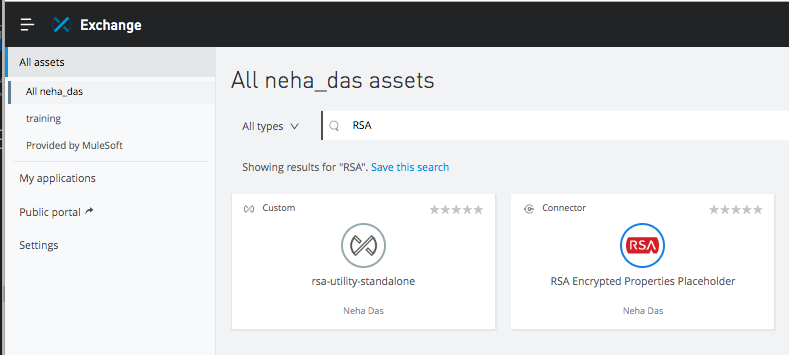 Exchange
All assets
All neha_das
training
Provided by MuleSoft
My applications
Public portal
Settings
All neha_das assets
All types
RSA
Showing results for "RSA". Save this search
Custom
rsa-utility-standalone
Neha Das
Connector
RSA
RSA Encrypted Properties Placeholder
Neha Das